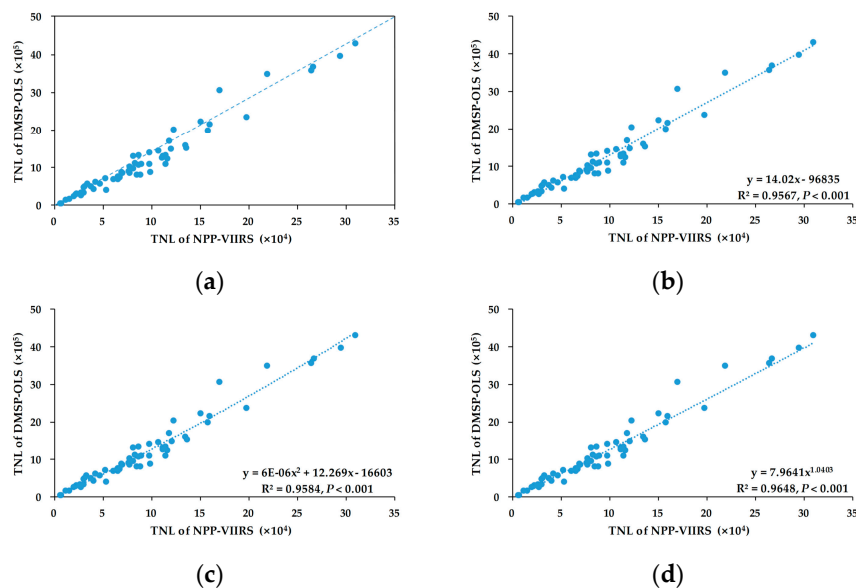 50
40
30
20
10
0
TNL of DMSP-OLS (×10⁵)
0 5 10 15 20 25 30 35
TNL of NPP-VIIRS (×10⁴)
(a)
50
40
30
20
10
0
TNL of DMSP-OLS (×10⁵)
y = 14.02x - 96835
R² = 0.9567, P < 0.001
0 5 10 15 20 25 30 35
TNL of NPP-VIIRS (×10⁴)
(b)
50
40
30
20
10
0
TNL of DMSP-OLS (×10⁵)
y = 6E-06x² + 12.269x - 16603
R² = 0.9584, P < 0.001
0 5 10 15 20 25 30 35
TNL of NPP-VIIRS (×10⁴)
(c)
50
40
30
20
10
0
TNL of DMSP-OLS (×10⁵)
y = 7.9641x¹·⁰⁴⁰³
R² = 0.9648, P < 0.001
0 5 10 15 20 25 30 35
TNL of NPP-VIIRS (×10⁴)
(d)